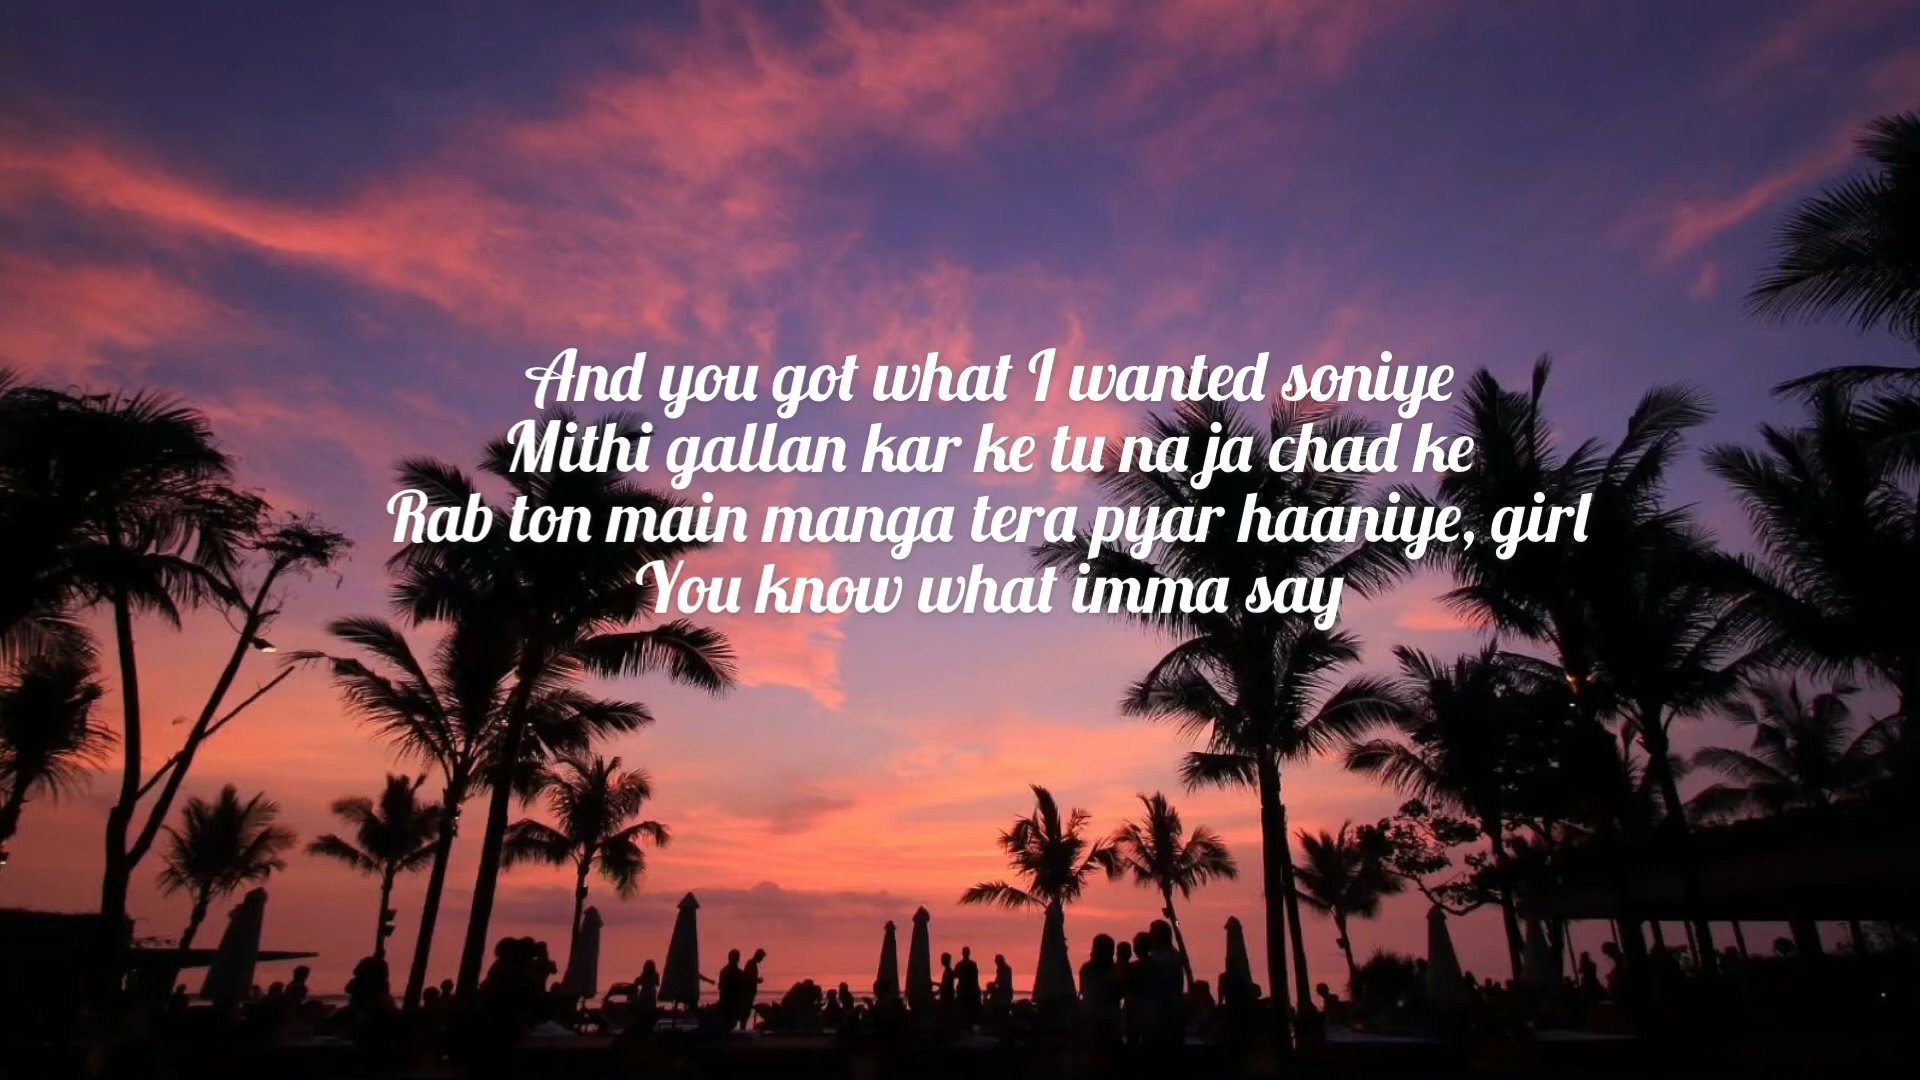 And you got what I wanted soniye
Mithi gallan kar ke tu na ja chad ke
Rab ton main manga tera pyar haaniye, girl
You know what imma say